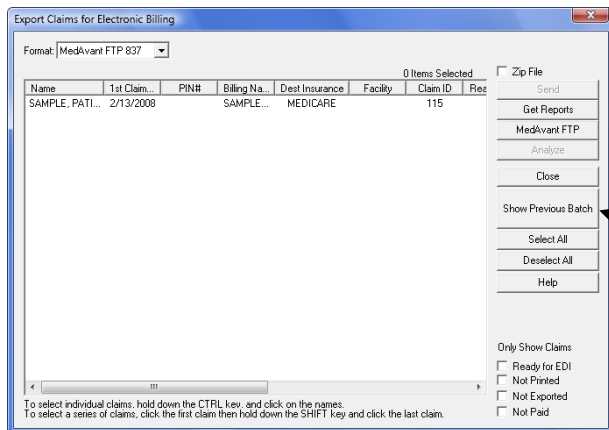 Export Claims for Electronic Billing
Format: MedAvant FTP 837
0 Items Selected
Zip File
Name 1st Claim... PIN# Billing Na... Dest Insurance Facility Claim ID Rea
SAMPLE, PATI... 2/13/2008 SAMPLE... MEDICARE 115
Send
Get Reports
MedAvant FTP
Analyze
Close
Show Previous Batch
Select All
Deselect All
Help
Only Show Claims
Ready for EDI
Not Printed
Not Exported
Not Paid
To select individual claims, hold down the CTRL key, and click on the names.
To select a series of claims, click the first claim then hold down the SHIFT key and click the last claim.